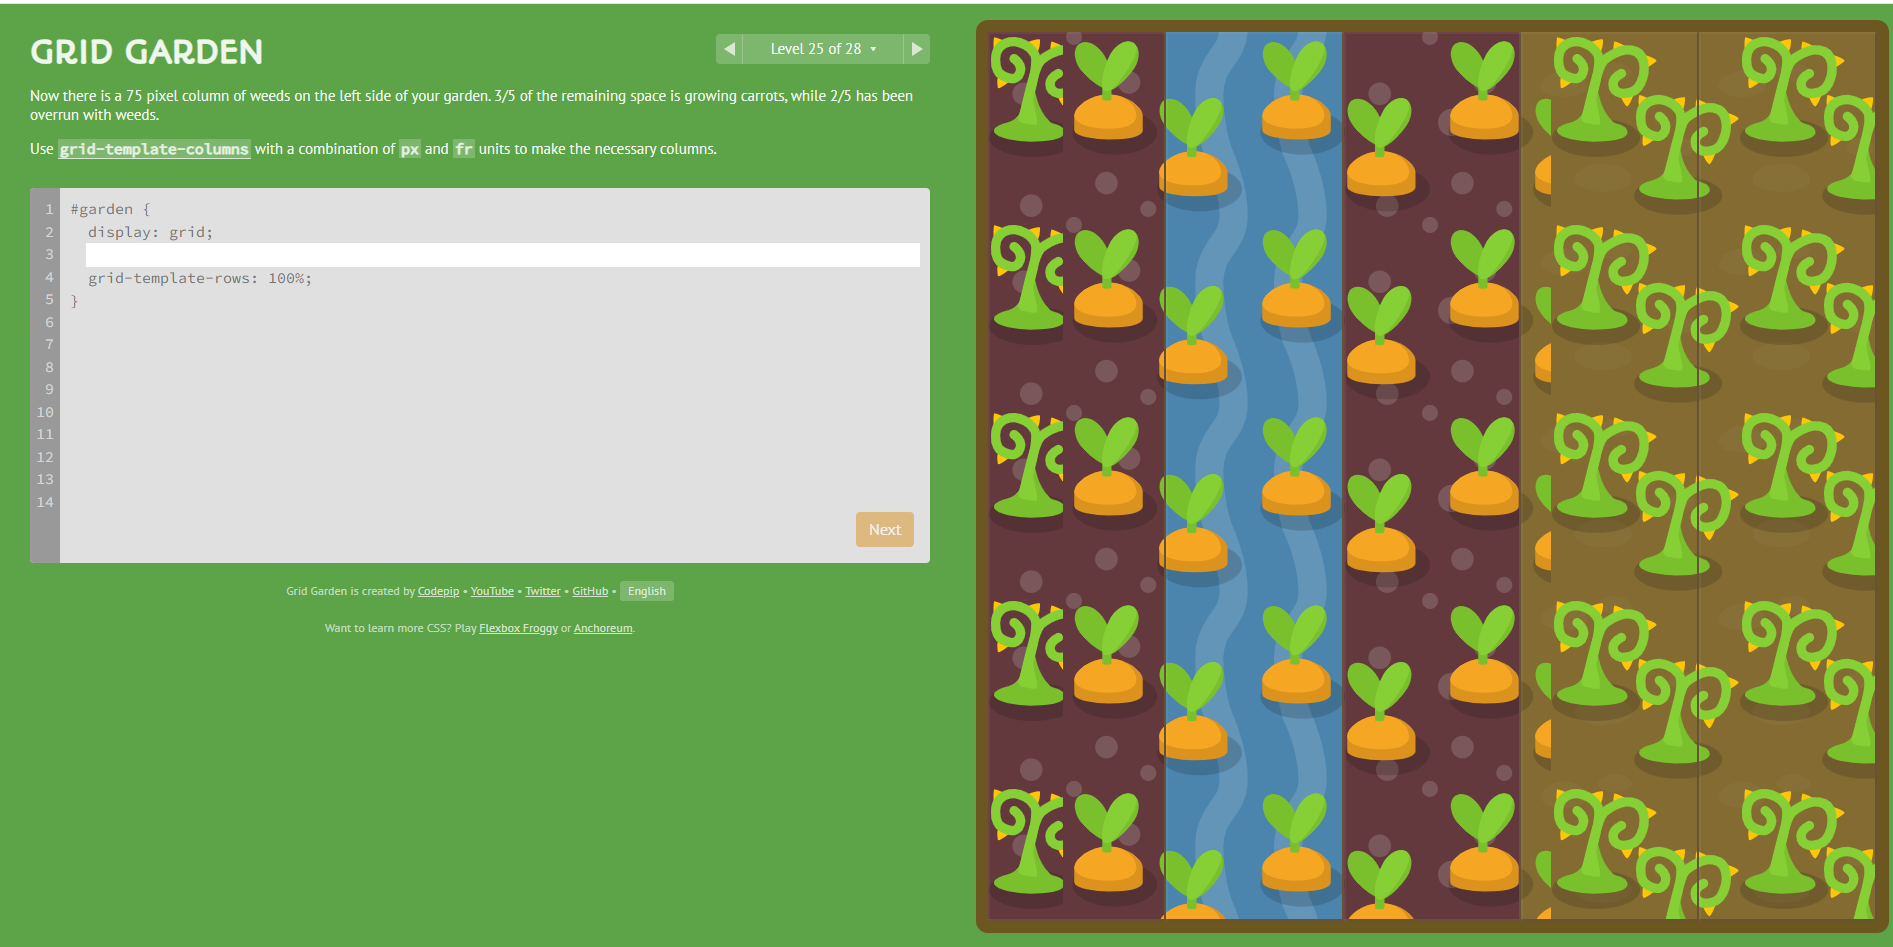 GRID GARDEN
Level 25 of 28
Now there is a 75 pixel column of weeds on the left side of your garden. 3/5 of the remaining space is growing carrots, while 2/5 has been
overrun with weeds.
Use grid-template-columns with a combination of px and fr units to make the necessary columns.
1 #garden {
2 display: grid;
3
4 grid-template-rows: 100%;
5 }
6
7
8
9
10
11
12
13
14
Next
Grid Garden is created by Codepip • YouTube • Twitter • GitHub • English
Want to learn more CSS? Play Flexbox Froggy or Anchoreum.